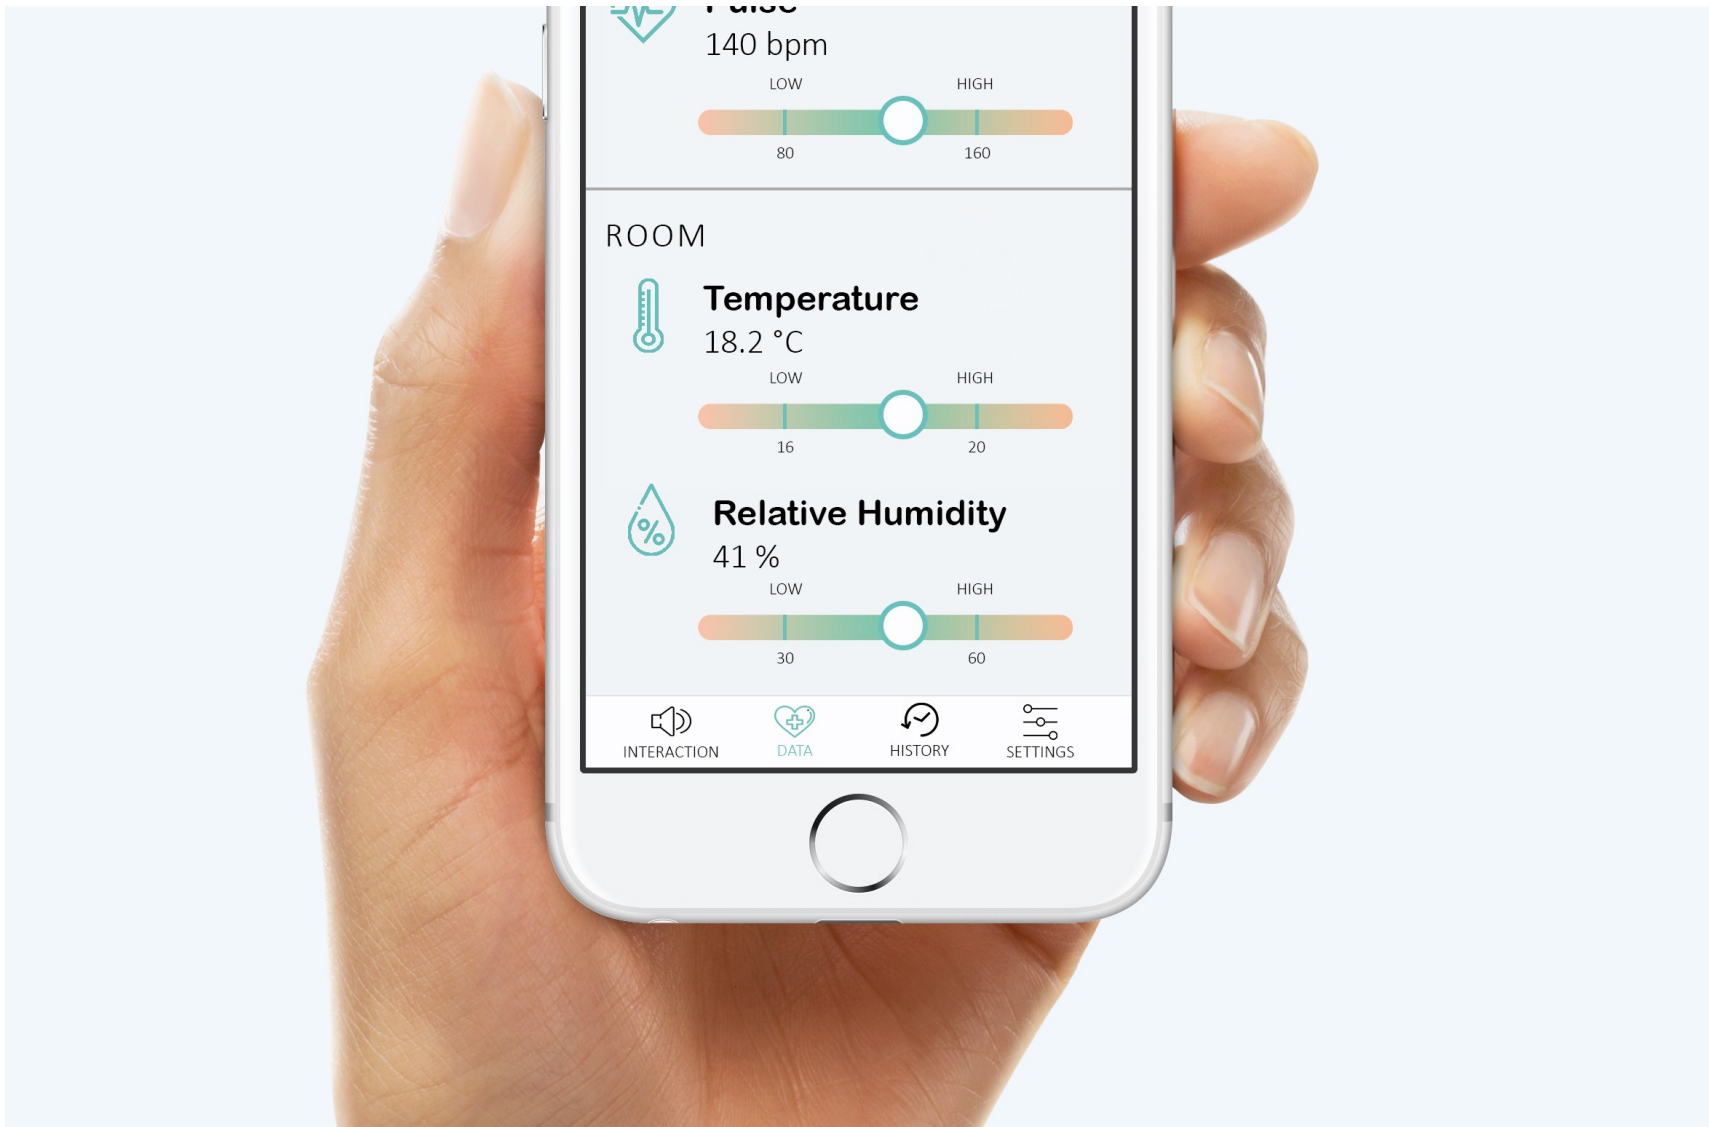 Pulse
140 bpm
LOW HIGH
80 160
ROOM
Temperature
18.2 °C
LOW HIGH
16 20
Relative Humidity
41 %
LOW HIGH
30 60
INTERACTION DATA HISTORY SETTINGS